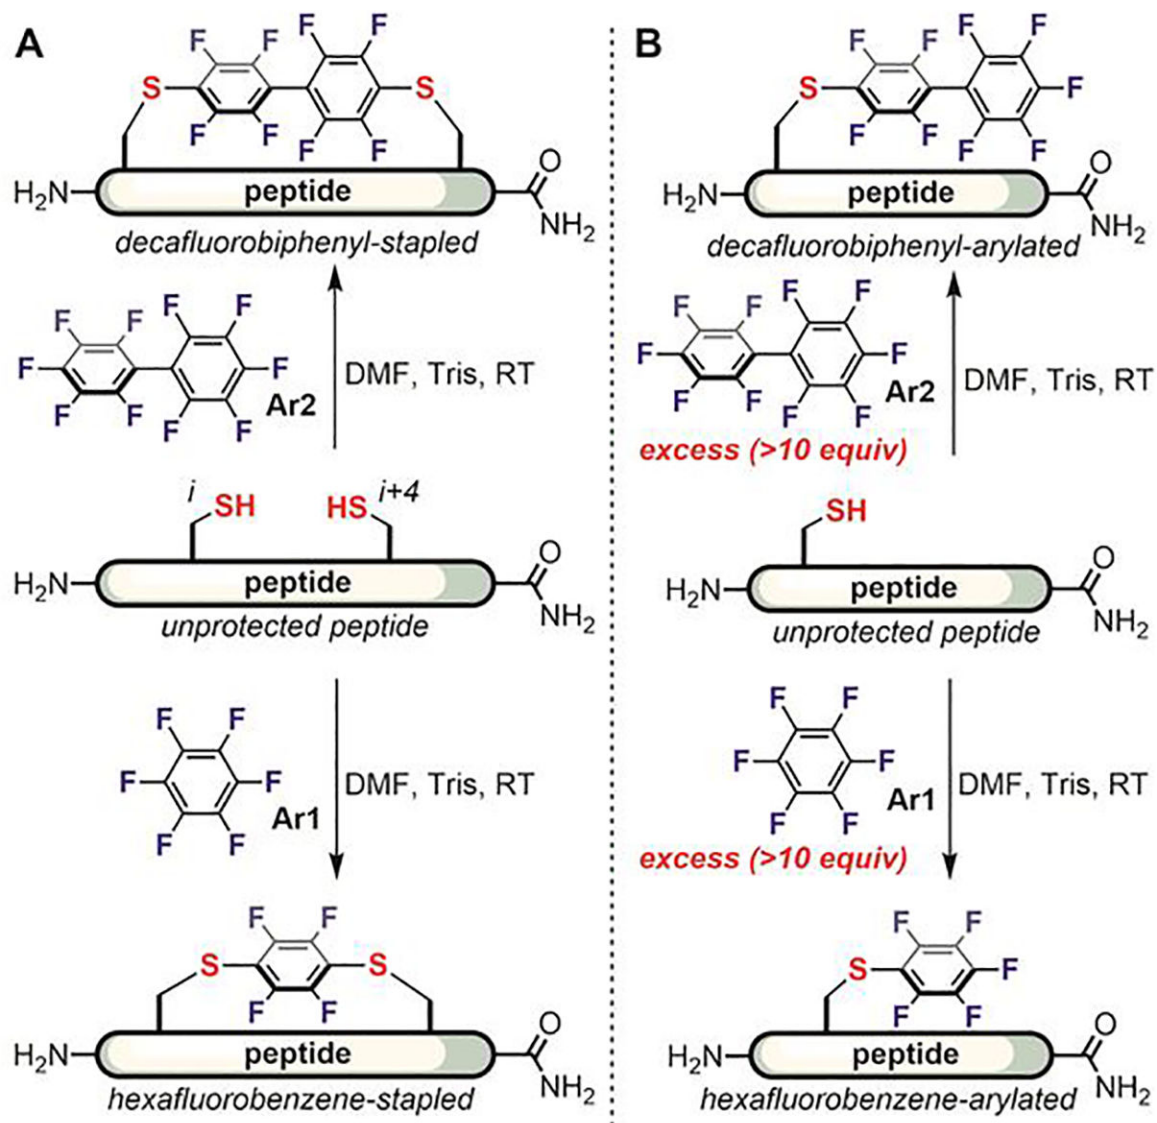 A
F F F F
S S
F F F F
H₂N peptide O
NH₂
decafluorobiphenyl-stapled
F F F F
F F
F F F F
Ar2
DMF, Tris, RT
i SH HS i+4
H₂N peptide O
NH₂
unprotected peptide
F F
F F
F F
Ar1
DMF, Tris, RT
F F
S S
F F
H₂N peptide O
NH₂
hexafluorobenzene-stapled
B
F F F F
S F
F F F F
H₂N peptide O
NH₂
decafluorobiphenyl-arylated
F F F F
F F
F F F F
Ar2
DMF, Tris, RT
excess (>10 equiv)
SH
H₂N peptide O
NH₂
unprotected peptide
F F
F F
F F
Ar1
DMF, Tris, RT
excess (>10 equiv)
F F
S F
F F
H₂N peptide O
NH₂
hexafluorobenzene-arylated